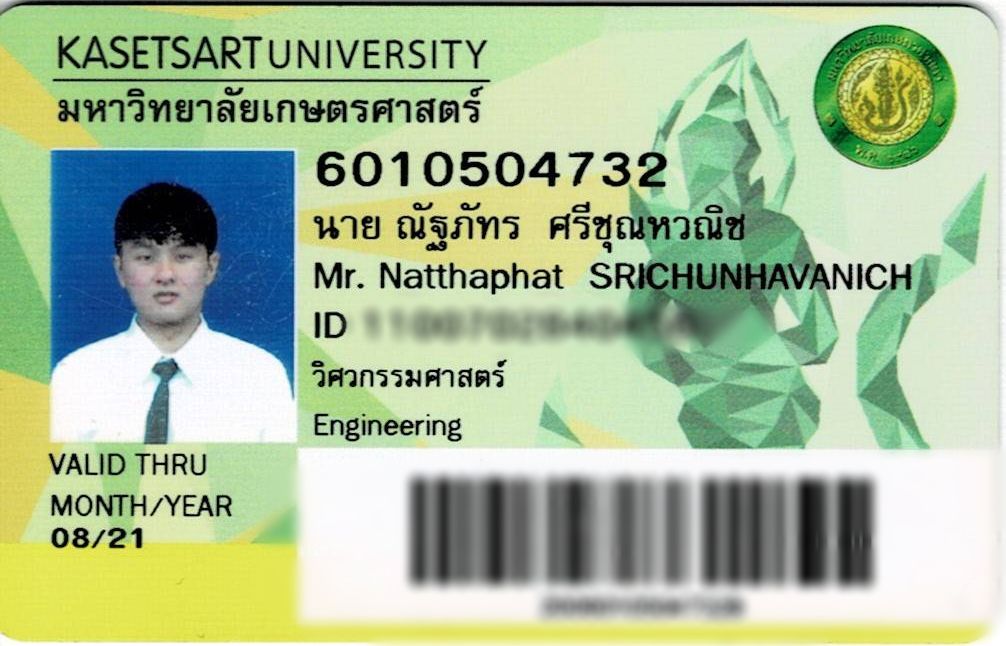 KASETSART UNIVERSITY
มหาวิทยาลัยเกษตรศาสตร์
6010504732
นาย ณัฐภัทร ศรีชุณหวณิช
Mr. Natthaphat SRICHUNHAVANICH
ID
วิศวกรรมศาสตร์
Engineering
VALID THRU
MONTH/YEAR
08/21